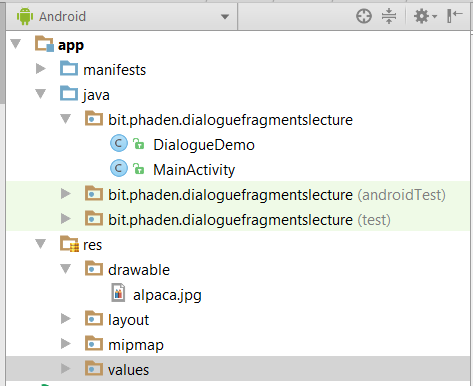 Android
app
manifests
java
bit.phaden.dialoguefragmentslecture
C DialogueDemo
C MainActivity
bit.phaden.dialoguefragmentslecture (androidTest)
bit.phaden.dialoguefragmentslecture (test)
res
drawable
alpaca.jpg
layout
mipmap
values